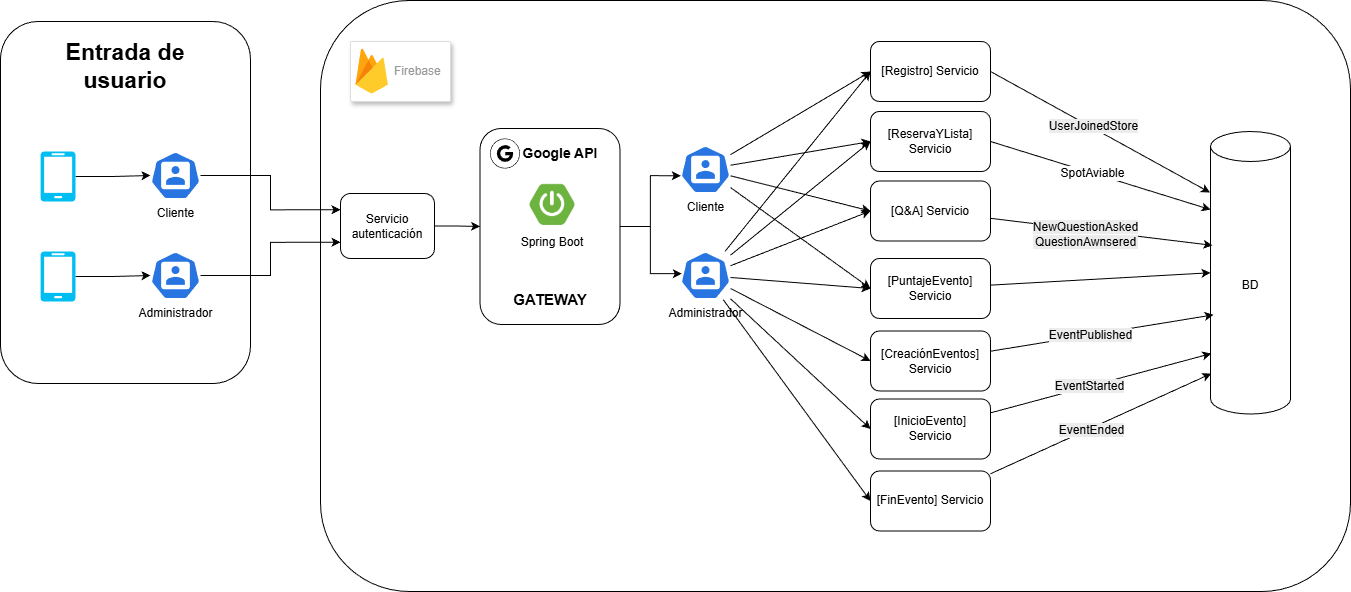 Entrada de
usuario
Cliente
Administrador
Firebase
Servicio
autenticación
Google API
Spring Boot
GATEWAY
Cliente
Administrador
[Registro] Servicio
[ReservaYLista]
Servicio
[Q&A] Servicio
[PuntajeEvento]
Servicio
[CreaciónEventos]
Servicio
[InicioEvento]
Servicio
[FinEvento] Servicio
UserJoinedStore
SpotAviable
NewQuestionAsked
QuestionAwnsered
EventPublished
EventStarted
EventEnded
BD